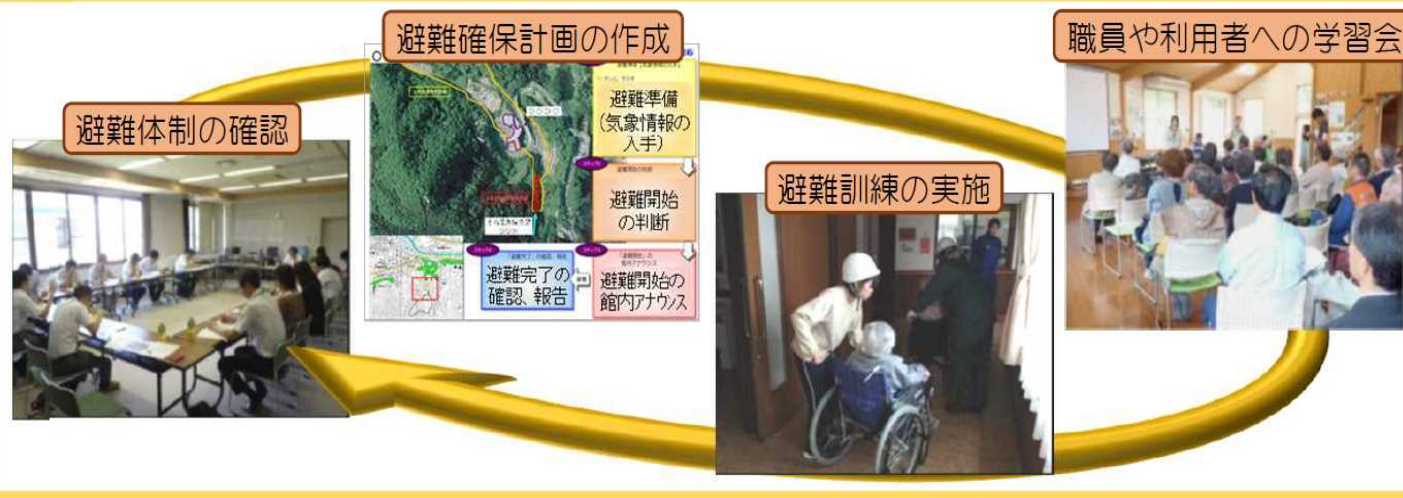 避難確保計画の作成
職員や利用者への学習会
避難体制の確認
避難訓練の実施
避難準備
(気象情報の
入手)
避難開始
の判断
避難開始の
館内アナウンス
避難完了の
確認、報告